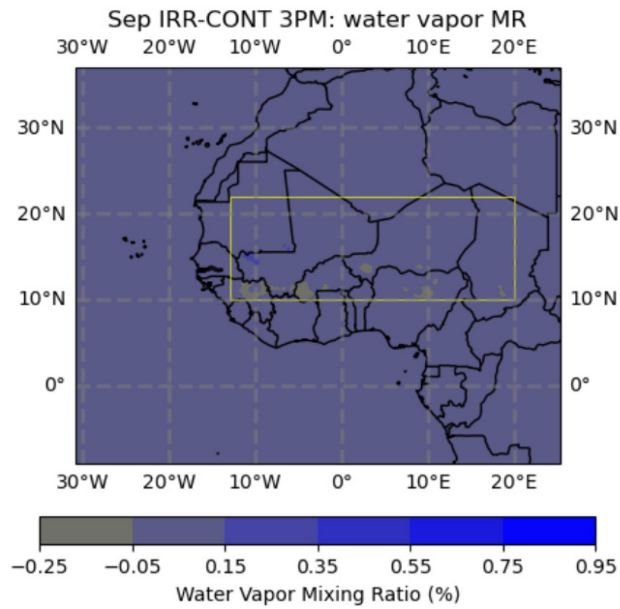 Sep IRR-CONT 3PM: water vapor MR
30°W 20°W 10°W 0° 10°E 20°E
30°N 30°N
20°N 20°N
10°N 10°N
0° 0°
30°W 20°W 10°W 0° 10°E 20°E
−0.25 −0.05 0.15 0.35 0.55 0.75 0.95
Water Vapor Mixing Ratio (%)